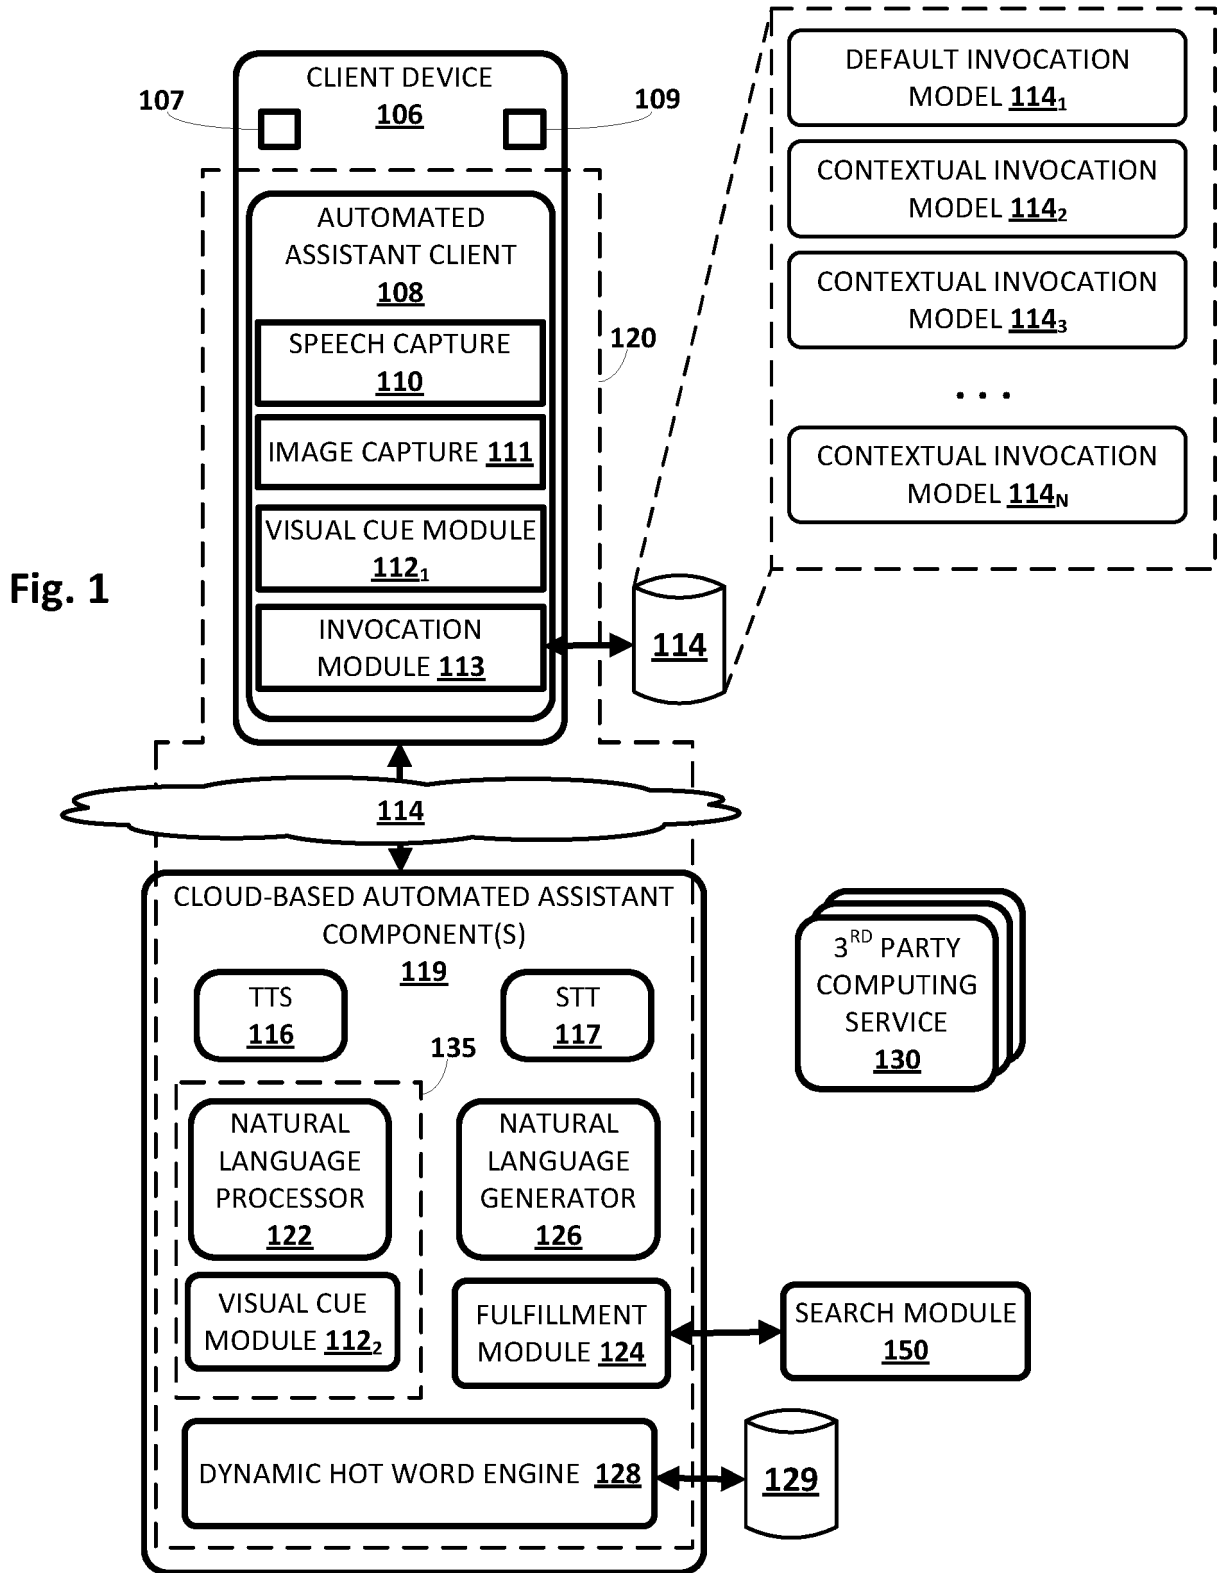 CLIENT DEVICE
106
107
109
AUTOMATED
ASSISTANT CLIENT
108
SPEECH CAPTURE
110
IMAGE CAPTURE 111
VISUAL CUE MODULE
112₁
INVOCATION
MODULE 113
120
114
DEFAULT INVOCATION
MODEL 114₁
CONTEXTUAL INVOCATION
MODEL 114₂
CONTEXTUAL INVOCATION
MODEL 114₃
. . .
CONTEXTUAL INVOCATION
MODEL 114N
Fig. 1
114
CLOUD-BASED AUTOMATED ASSISTANT
COMPONENT(S)
119
TTS
116
STT
117
135
NATURAL
LANGUAGE
PROCESSOR
122
NATURAL
LANGUAGE
GENERATOR
126
VISUAL CUE
MODULE 112₂
FULFILLMENT
MODULE 124
DYNAMIC HOT WORD ENGINE 128
3RD PARTY
COMPUTING
SERVICE
130
SEARCH MODULE
150
129